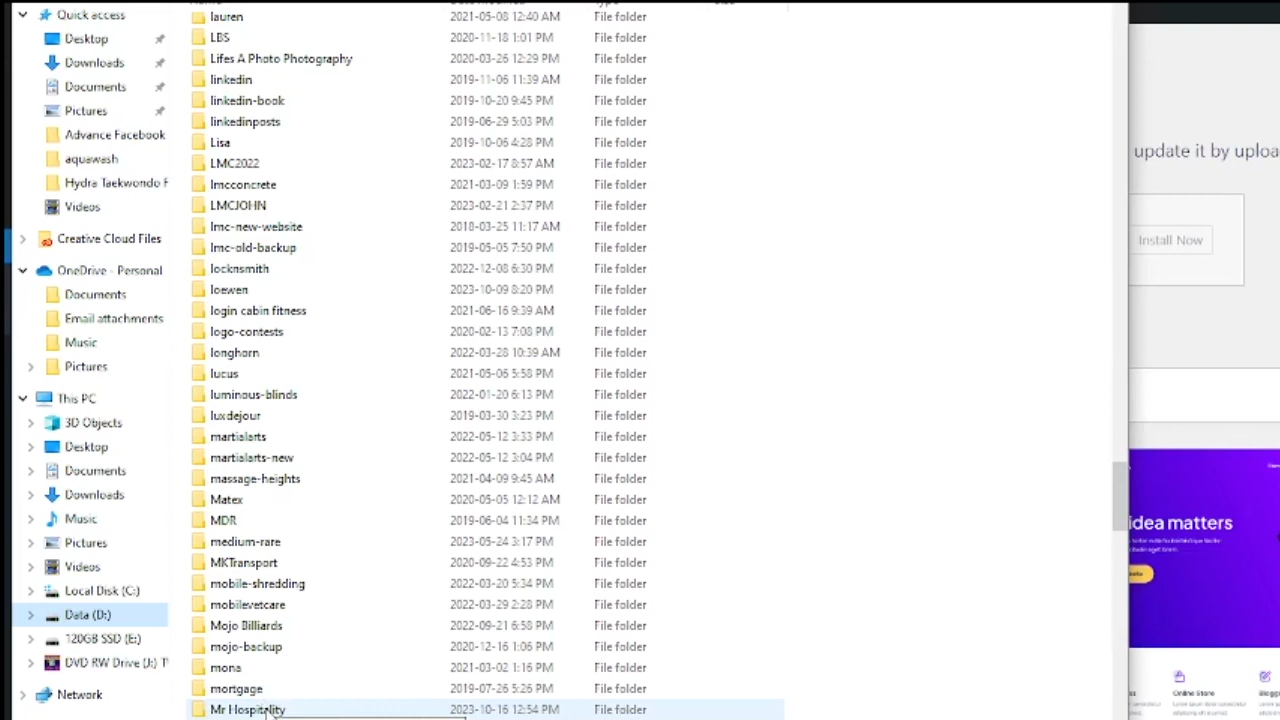 Quick access
Desktop
Downloads
Documents
Pictures
Advance Facebook
aquawash
Hydra Taekwondo F
Videos
Creative Cloud Files
OneDrive - Personal
Documents
Email attachments
Music
Pictures
This PC
3D Objects
Desktop
Documents
Downloads
Music
Pictures
Videos
Local Disk (C:)
Data (D:)
120GB SSD (E:)
DVD RW Drive (J:) T
Network
lauren 2021-05-08 12:40 AM File folder
LBS 2020-11-18 1:01 PM File folder
Lifes A Photo Photography 2020-03-26 12:29 PM File folder
linkedin 2019-11-06 11:39 AM File folder
linkedin-book 2019-10-20 9:45 PM File folder
linkedinposts 2019-06-29 5:03 PM File folder
Lisa 2019-10-06 4:28 PM File folder
LMC2022 2023-02-17 8:57 AM File folder
lmcconcrete 2021-03-09 1:59 PM File folder
LMCJOHN 2023-02-21 2:37 PM File folder
lmc-new-website 2018-03-25 11:17 AM File folder
lmc-old-backup 2019-05-05 7:50 PM File folder
locknsmith 2022-12-08 6:30 PM File folder
loewen 2023-10-09 8:20 PM File folder
login cabin fitness 2021-06-16 9:39 AM File folder
logo-contests 2020-02-13 7:08 PM File folder
longhorn 2022-03-28 10:39 AM File folder
lucus 2021-05-06 5:58 PM File folder
luminous-blinds 2022-01-20 6:13 PM File folder
luxdejour 2019-03-30 3:23 PM File folder
martialarts 2022-05-12 3:33 PM File folder
martialarts-new 2022-05-12 3:04 PM File folder
massage-heights 2021-04-09 9:45 AM File folder
Matex 2020-05-05 12:12 AM File folder
MDR 2019-06-04 11:34 PM File folder
medium-rare 2023-05-24 3:17 PM File folder
MKTransport 2020-09-22 4:53 PM File folder
mobile-shredding 2022-03-20 5:34 PM File folder
mobilevetcare 2022-03-29 2:28 PM File folder
Mojo Billiards 2022-09-21 6:58 PM File folder
mojo-backup 2020-12-16 1:06 PM File folder
mona 2021-03-02 1:16 PM File folder
mortgage 2019-07-26 5:26 PM File folder
Mr Hospitality 2023-10-16 12:54 PM File folder
update it by uploa
Install Now
idea matters
Online Store